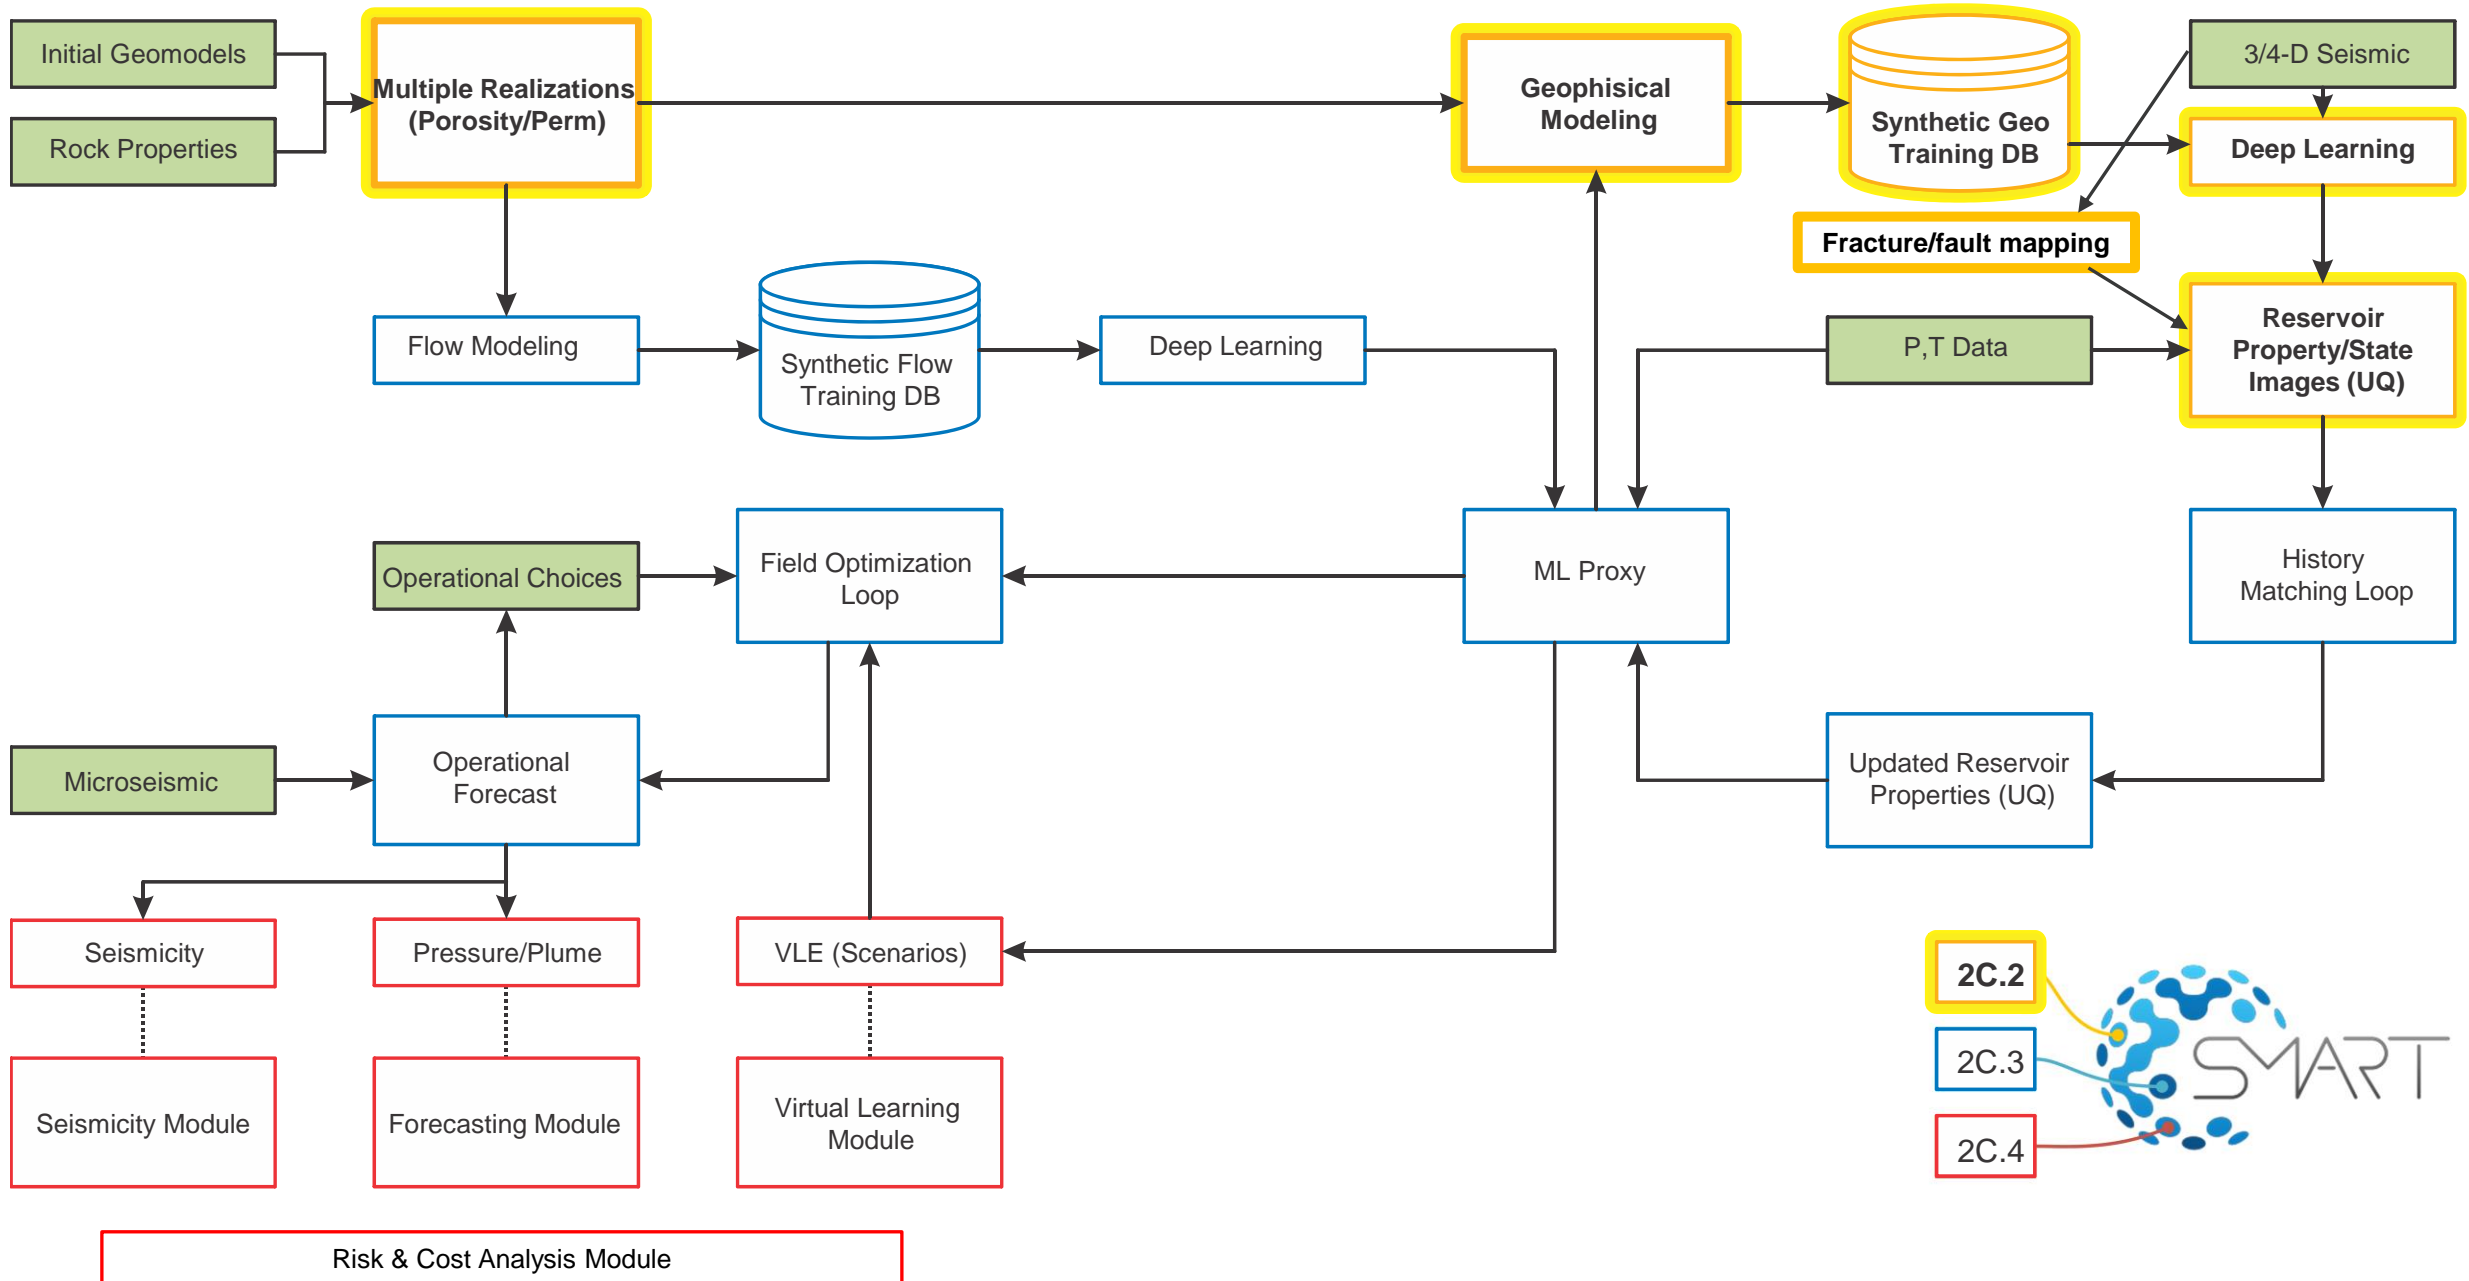 Initial Geomodels
Rock Properties
Multiple Realizations
(Porosity/Perm)
Geophisical
Modeling
Synthetic Geo
Training DB
3/4-D Seismic
Deep Learning
Fracture/fault mapping
Flow Modeling
Synthetic Flow
Training DB
Deep Learning
P,T Data
Reservoir
Property/State
Images (UQ)
Operational Choices
Field Optimization
Loop
ML Proxy
History
Matching Loop
Microseismic
Operational
Forecast
Updated Reservoir
Properties (UQ)
Seismicity
Pressure/Plume
VLE (Scenarios)
Seismicity Module
Forecasting Module
Virtual Learning
Module
2C.2
2C.3
2C.4
SMART
Risk & Cost Analysis Module